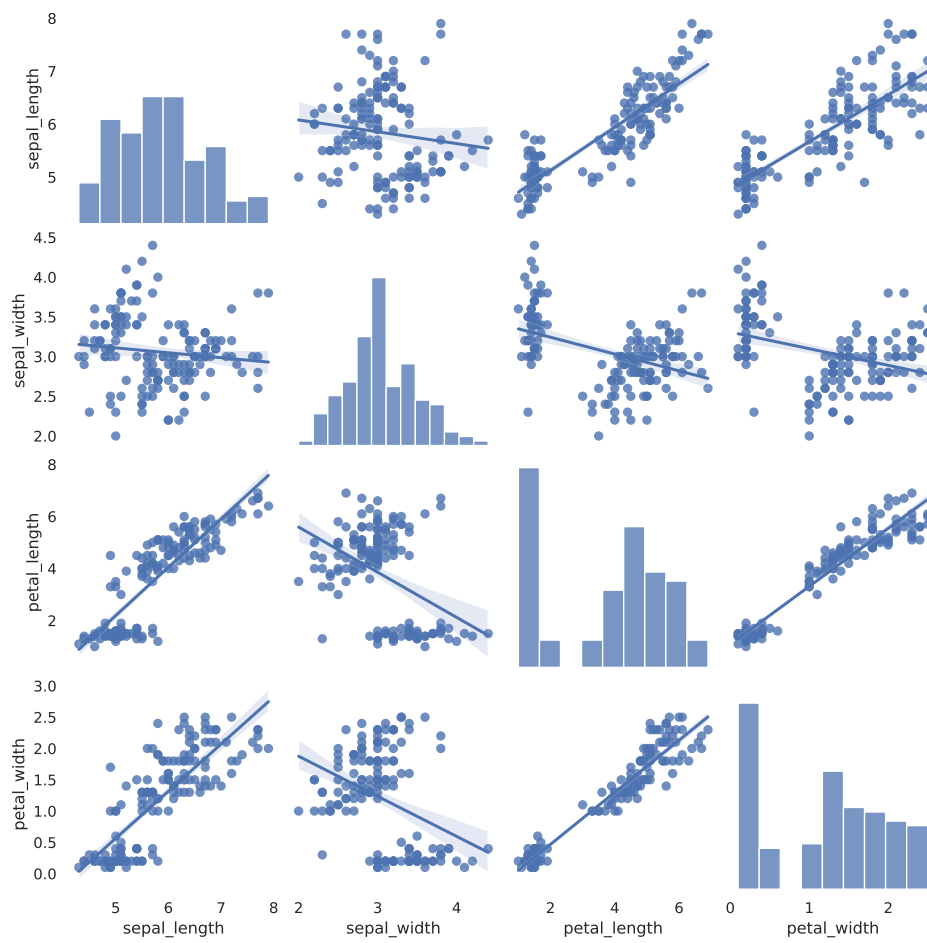 8
7
6
5
sepal_length
4.5
4.0
3.5
3.0
2.5
2.0
sepal_width
8
6
4
2
petal_length
3.0
2.5
2.0
1.5
1.0
0.5
0.0
petal_width
5 6 7 8
sepal_length
2 3 4
sepal_width
2 4 6
petal_length
0 1 2
petal_width